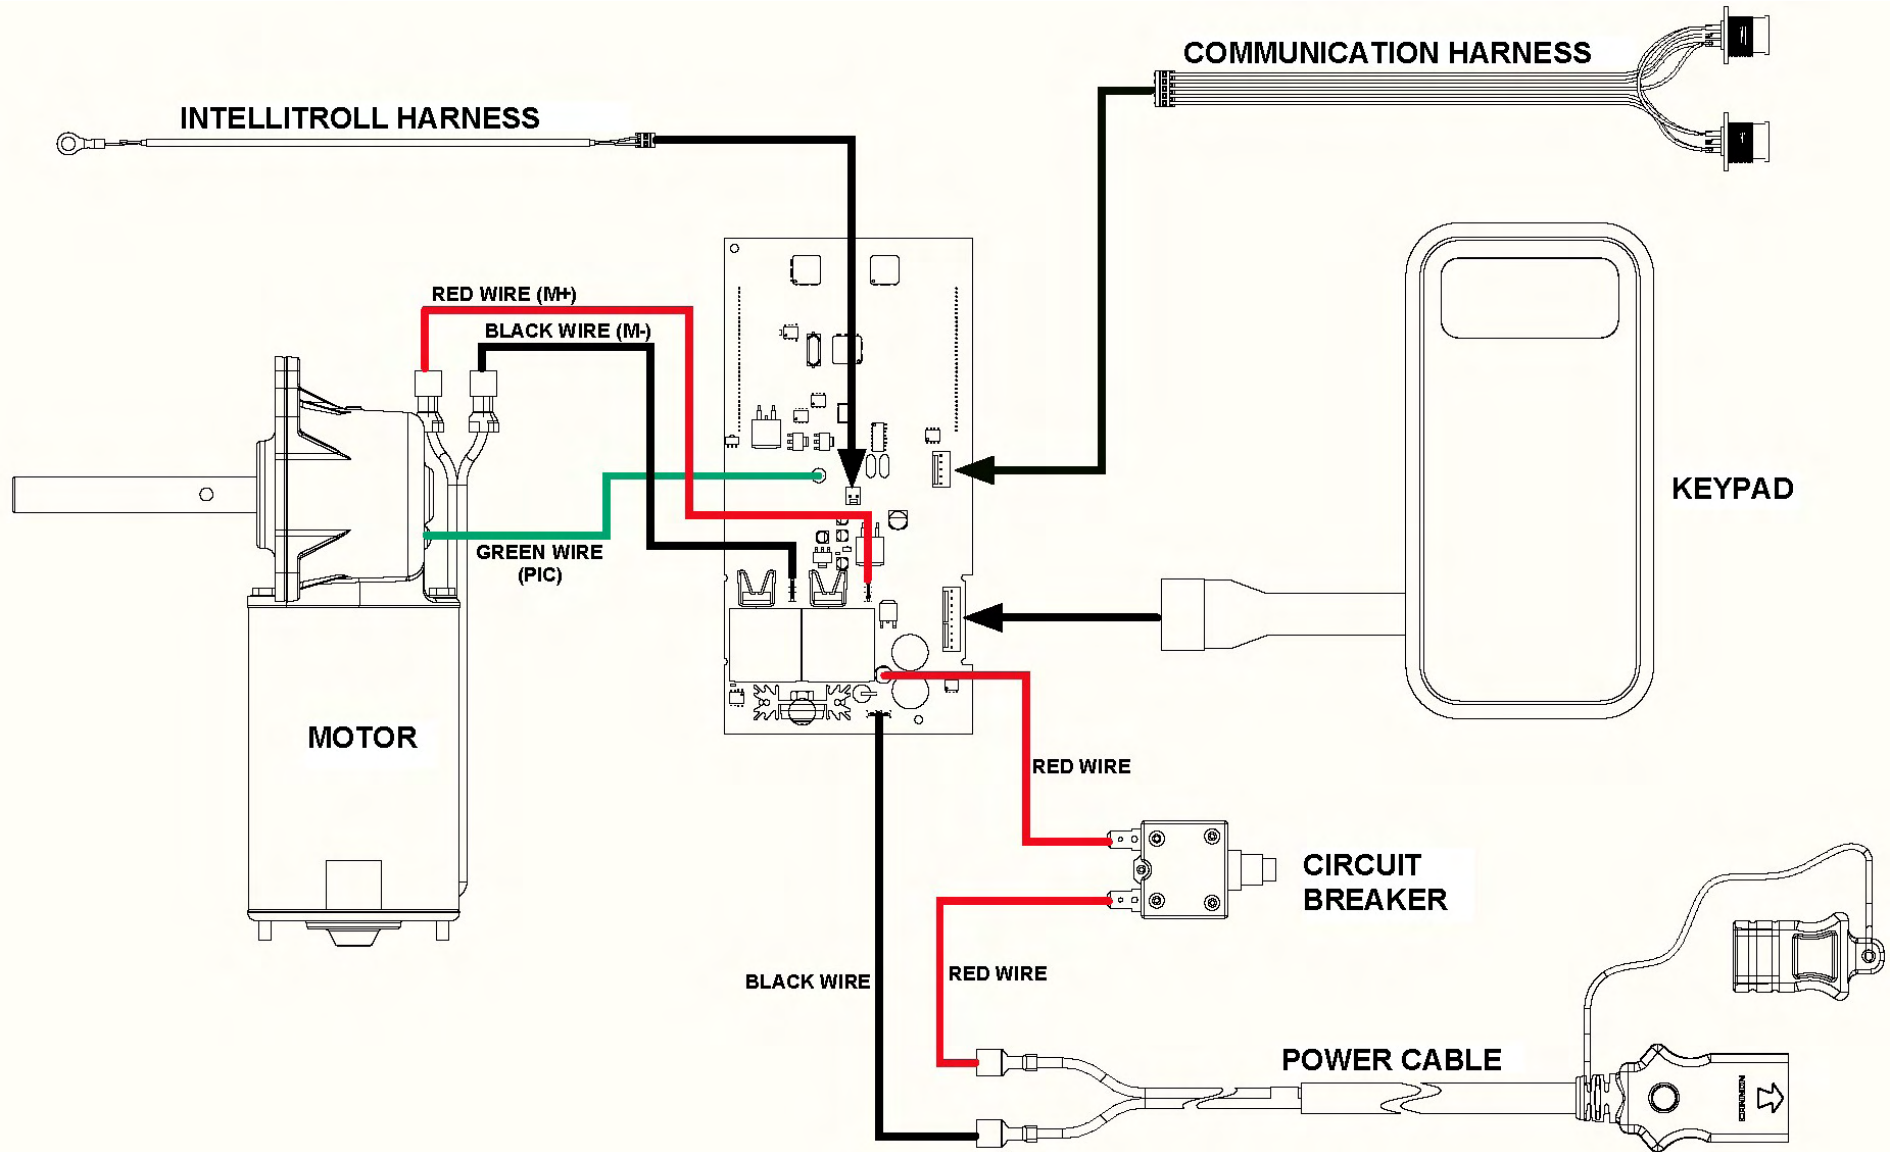 COMMUNICATION HARNESS
INTELLITROLL HARNESS
RED WIRE (M+)
BLACK WIRE (M-)
KEYPAD
GREEN WIRE
(PIC)
MOTOR
RED WIRE
CIRCUIT
BREAKER
BLACK WIRE
RED WIRE
POWER CABLE